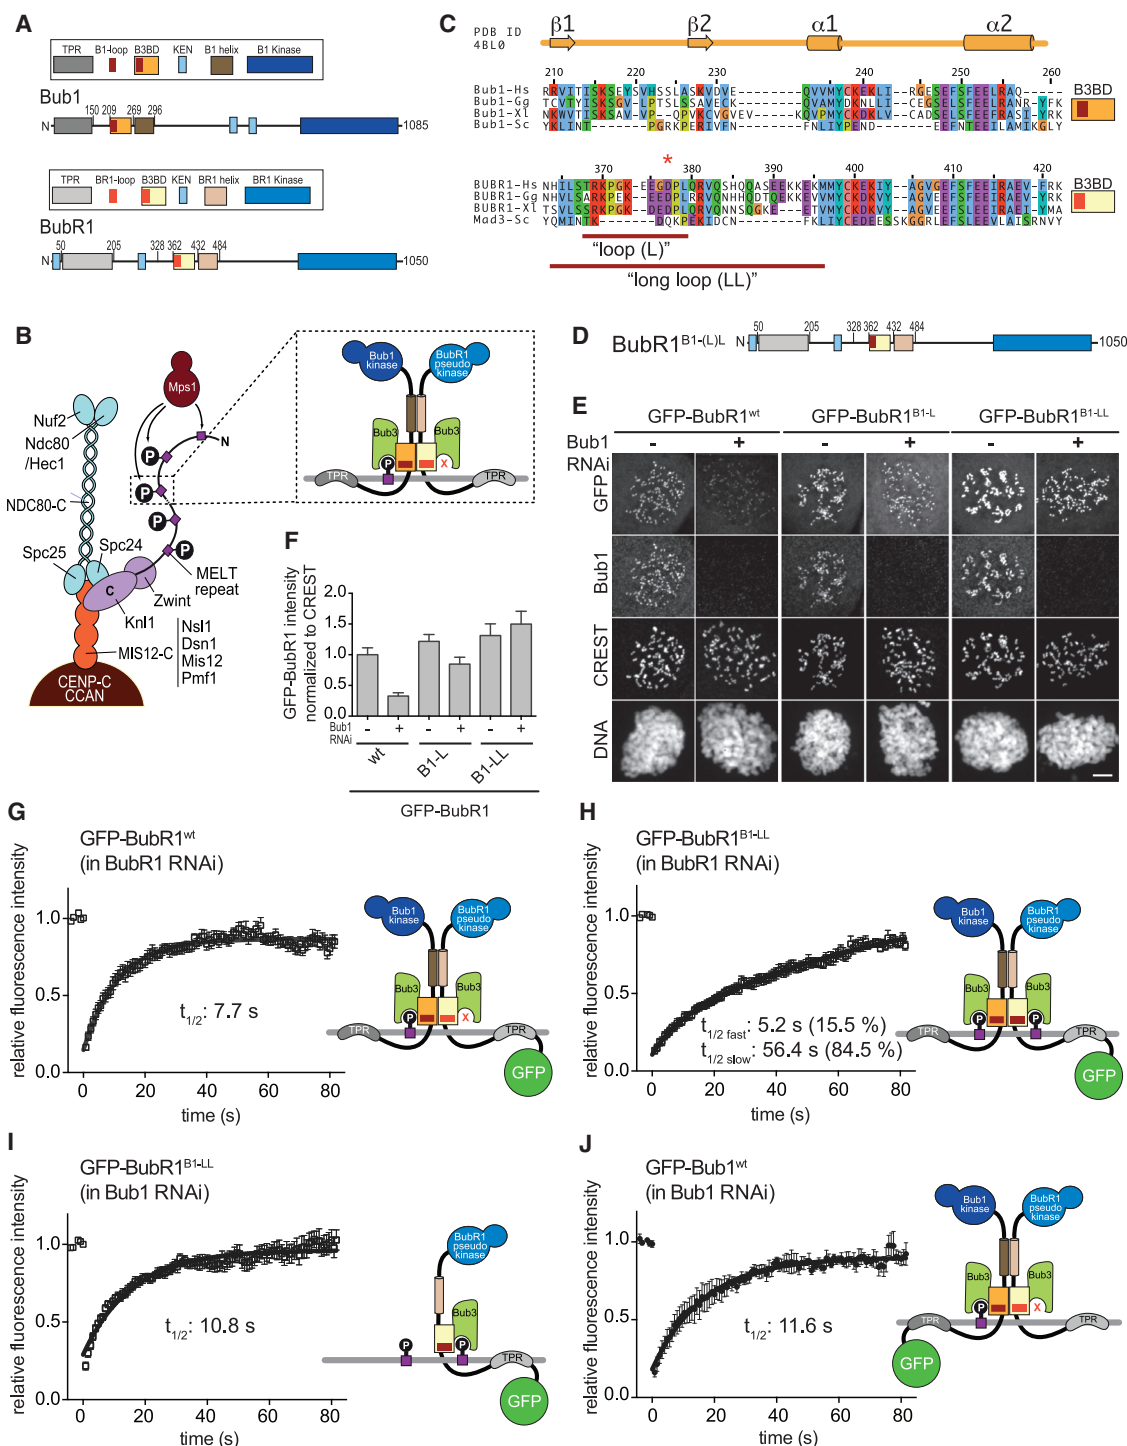 A
TPR B1-loop B3BD KEN B1 helix B1 Kinase
Bub1
150 209 269 296
N 1085
TPR BR1-loop B3BD KEN BR1 helix BR1 Kinase
BubR1
50 205 328 362 432 484
N 1050
C
PDB ID
4BL0
β1 β2 α1 α2
210 220 230 240 250 260
Bub1-Hs
Bub1-Gg
Bub1-Xl
Bub1-Sc
B3BD
*
370 380 390 400 410 420
BUBR1-Hs
BUBR1-Gg
BUBR1-Xl
Mad3-Sc
B3BD
"loop (L)"
"long loop (LL)"
B
Nuf2
Ndc80
/Hec1
NDC80-C
Spc25
Spc24
Mps1
N
P
P
P
P
MELT
repeat
Zwint
C
Knl1
MIS12-C
Nsl1
Dsn1
Mis12
Pmf1
CENP-C
CCAN
Bub1
kinase
BubR1
pseudo
kinase
Bub3
Bub3
P
X
TPR
TPR
D
BubR1B1-(L)L
N 50 205 328 362 432 484 1050
E
GFP-BubR1wt GFP-BubR1B1-L GFP-BubR1B1-LL
Bub1
RNAi
- + - + - +
GFP
Bub1
CREST
DNA
F
GFP-BubR1 intensity
normalized to CREST
1.5
1.0
0.5
0.0
Bub1
RNAi
- + - + - +
wt B1-L B1-LL
GFP-BubR1
G
GFP-BubR1wt
(in BubR1 RNAi)
relative fluorescence intensity
1.0
0.5
0.0
t1/2: 7.7 s
0 20 40 60 80
time (s)
Bub1
kinase
BubR1
pseudo
kinase
Bub3
Bub3
P
X
TPR
TPR
GFP
H
GFP-BubR1B1-LL
(in BubR1 RNAi)
relative fluorescence intensity
1.0
0.5
0.0
t1/2 fast: 5.2 s (15.5 %)
t1/2 slow: 56.4 s (84.5 %)
0 20 40 60 80
time (s)
Bub1
kinase
BubR1
pseudo
kinase
Bub3
Bub3
P
P
TPR
TPR
GFP
I
GFP-BubR1B1-LL
(in Bub1 RNAi)
relative fluorescence intensity
1.0
0.5
0.0
t1/2: 10.8 s
0 20 40 60 80
time (s)
BubR1
pseudo
kinase
Bub3
P
P
TPR
GFP
J
GFP-Bub1wt
(in Bub1 RNAi)
relative fluorescence intensity
1.0
0.5
0.0
t1/2: 11.6 s
0 20 40 60 80
time (s)
Bub1
kinase
BubR1
pseudo
kinase
Bub3
Bub3
P
X
TPR
TPR
GFP